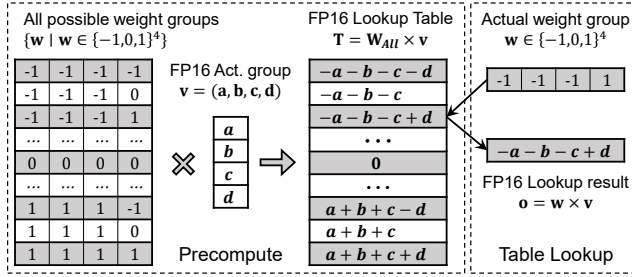 All possible weight groups
{w | w ∈ {-1,0,1}⁴}
-1 -1 -1 -1
-1 -1 -1 0
-1 -1 -1 1
... ... ... ...
0 0 0 0
... ... ... ...
1 1 1 -1
1 1 1 0
1 1 1 1
FP16 Act. group
v = (a, b, c, d)
a
b
c
d
Precompute
FP16 Lookup Table
T = W_All × v
−a − b − c − d
−a − b − c
−a − b − c + d
...
0
...
a + b + c − d
a + b + c
a + b + c + d
Actual weight group
w ∈ {-1,0,1}⁴
-1 -1 -1 1
−a − b − c + d
FP16 Lookup result
o = w × v
Table Lookup